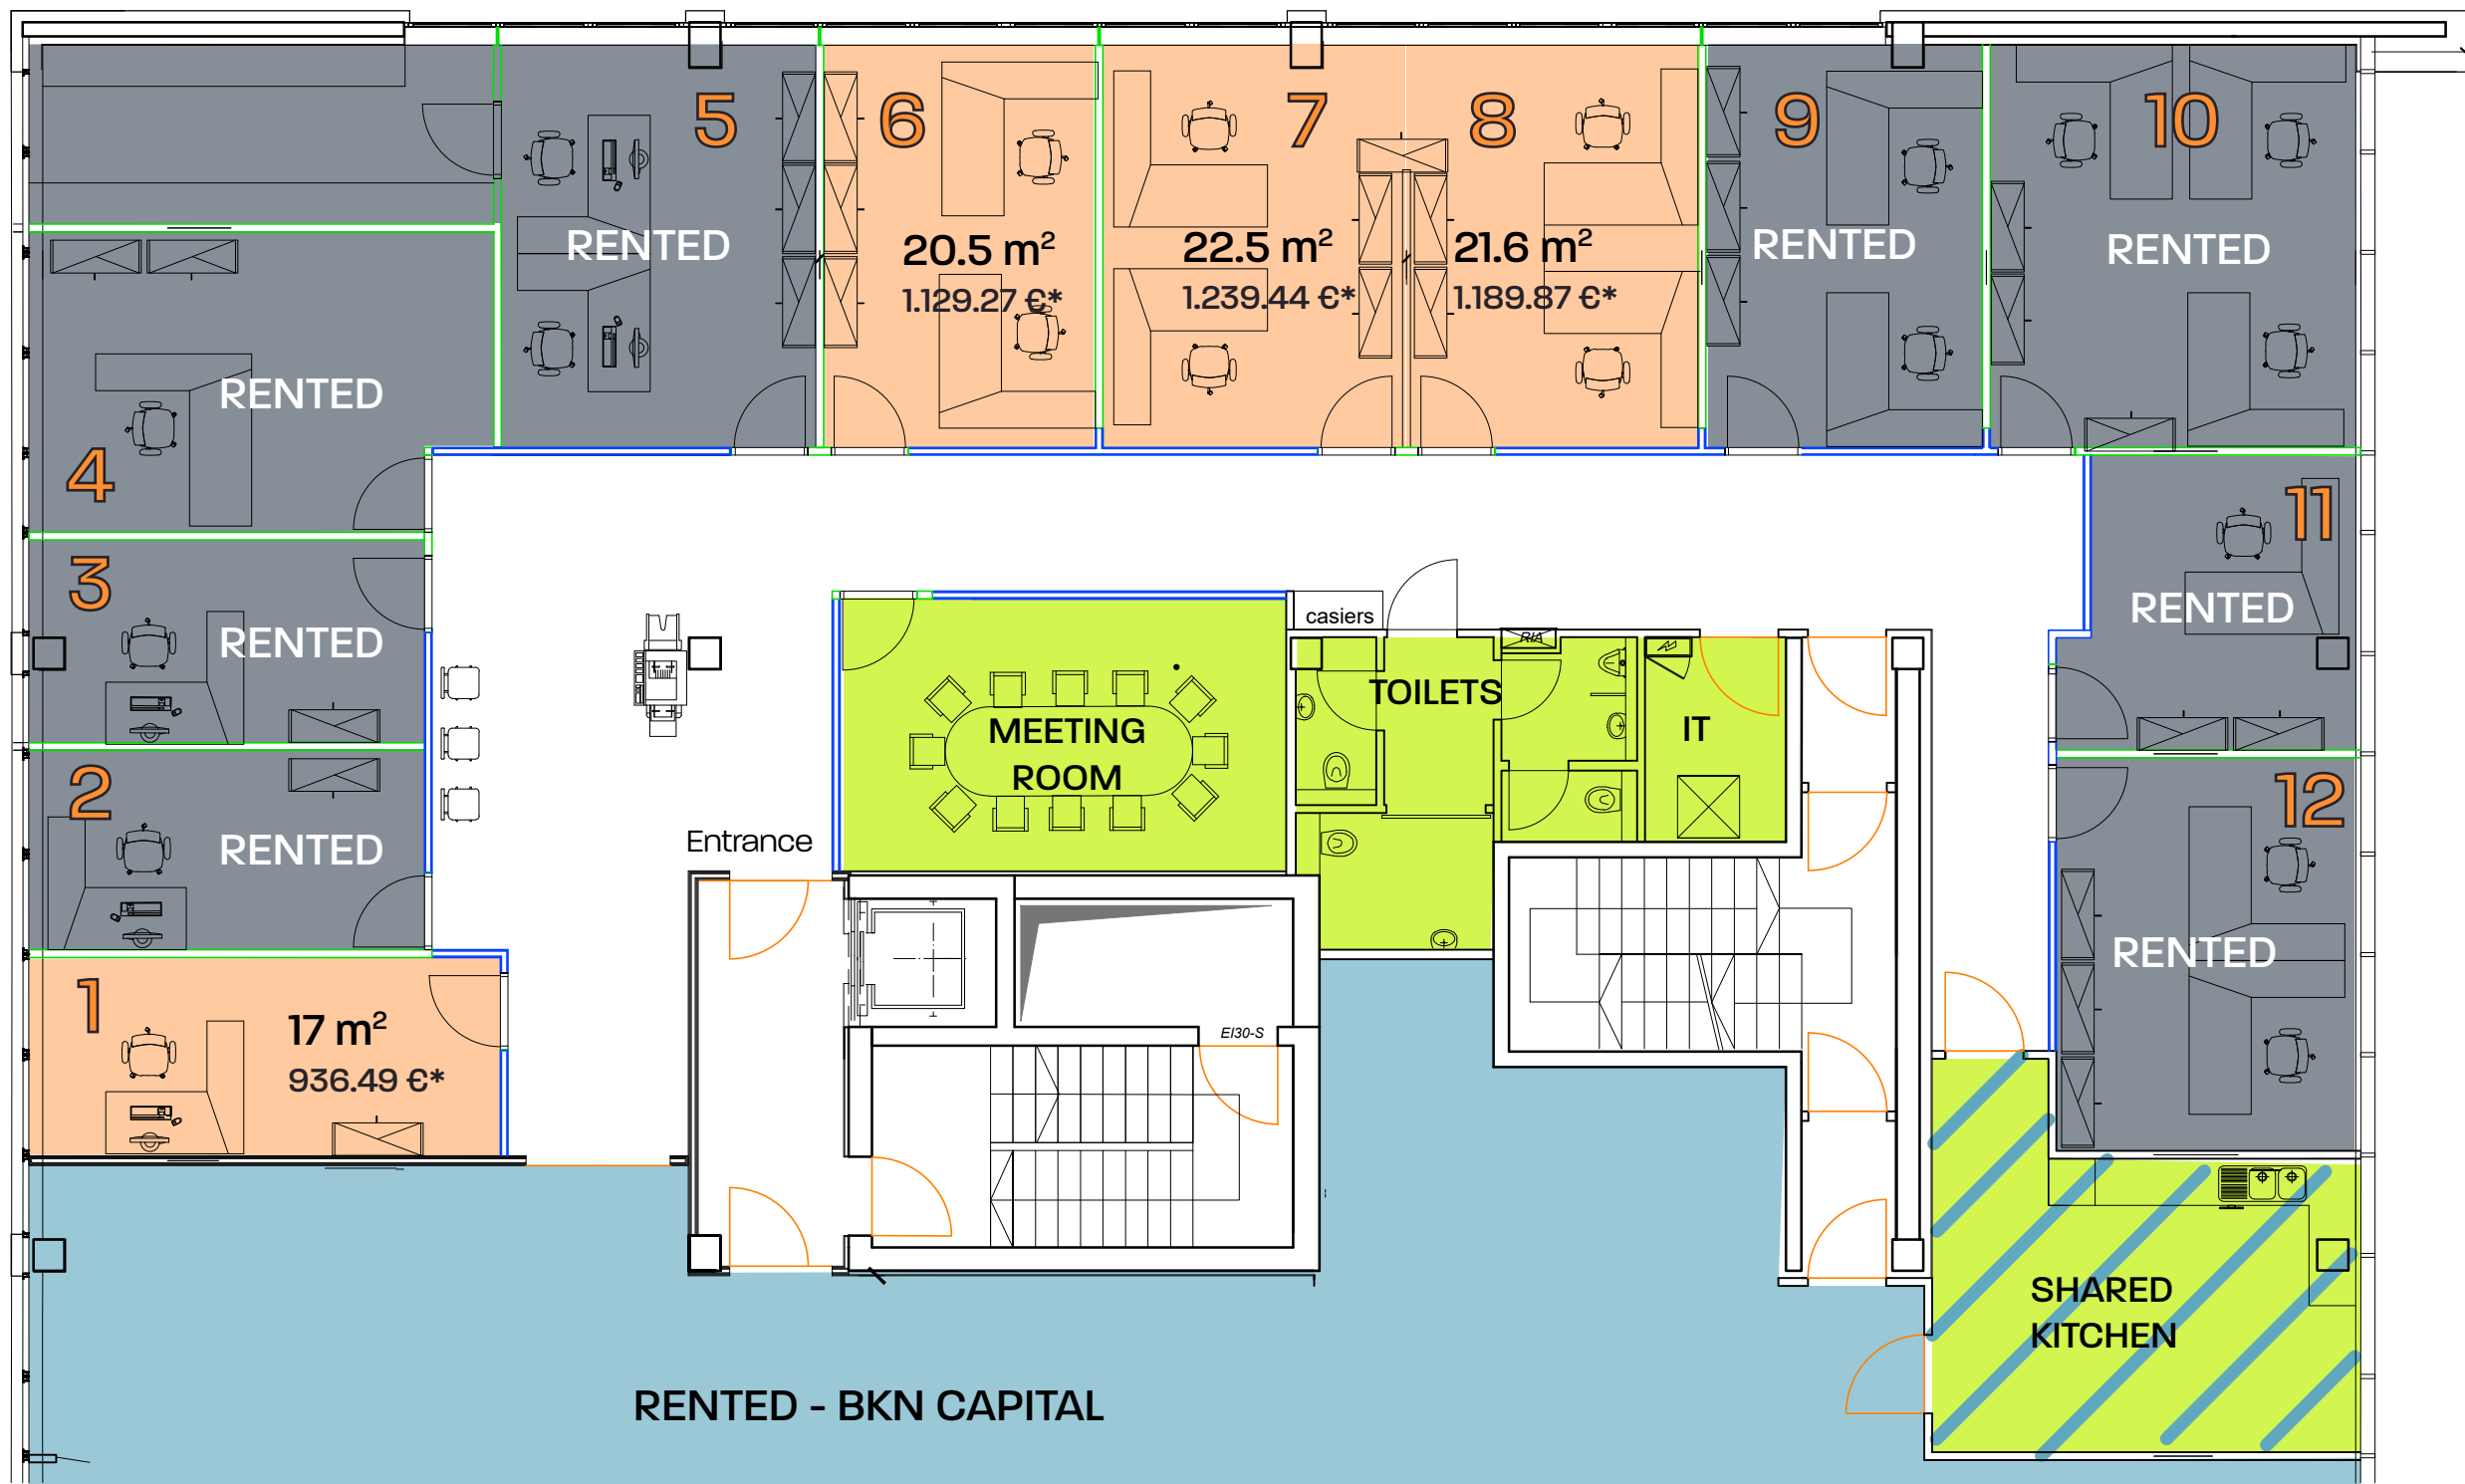 5
6
7
8
9
10
RENTED
20.5 m²
1.129.27 €*
22.5 m²
1.239.44 €*
21.6 m²
1.189.87 €*
RENTED
RENTED
RENTED
4
11
RENTED
3
RENTED
casiers
RIA
TOILETS
MEETING
ROOM
IT
2
RENTED
Entrance
12
RENTED
1
17 m²
936.49 €*
EI30-S
SHARED
KITCHEN
RENTED - BKN CAPITAL